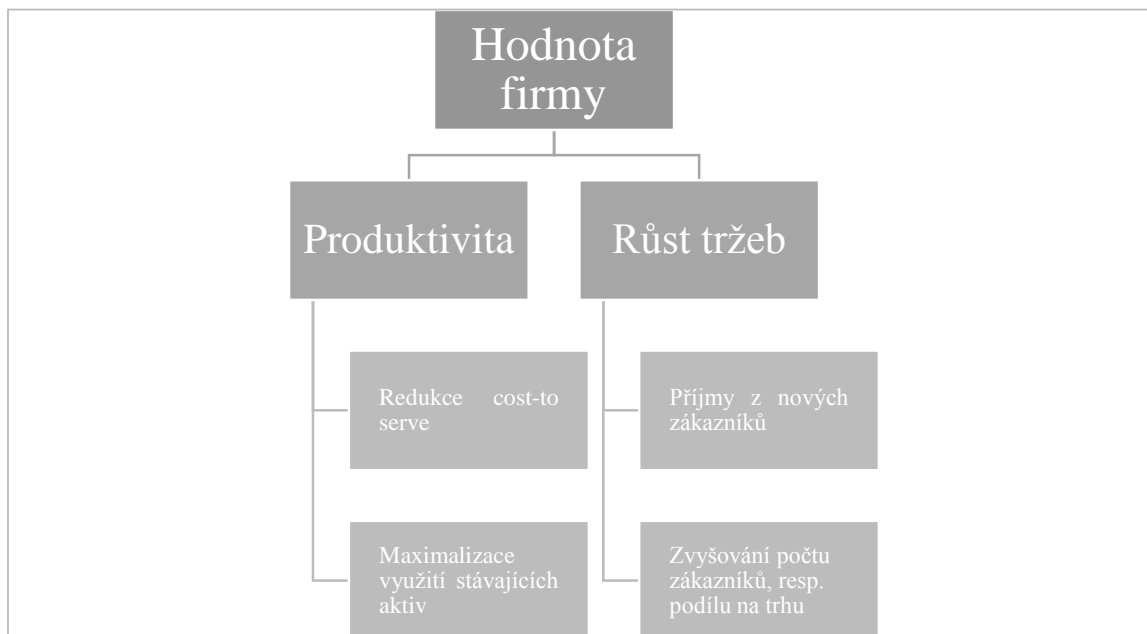 Hodnota
firmy
Produktivita
Růst tržeb
Redukce cost-to
serve
Příjmy z nových
zákazníků
Maximalizace
využití stávajících
aktiv
Zvyšování počtu
zákazníků, resp.
podílu na trhu